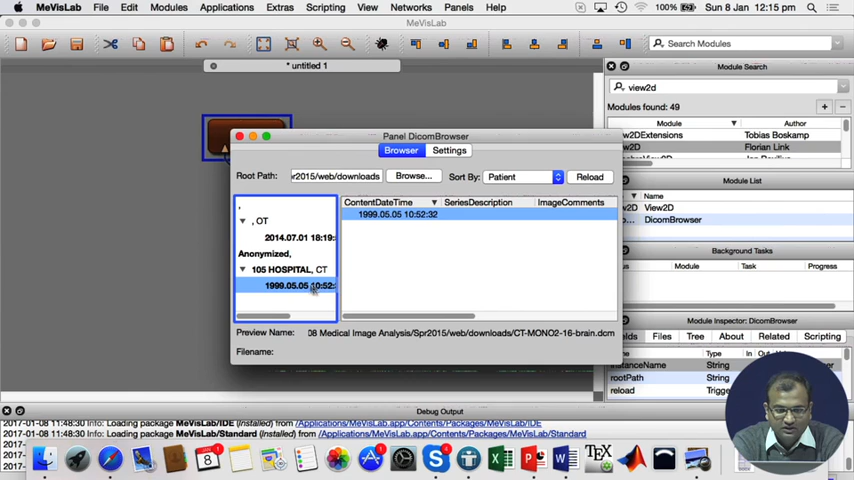 MeVisLab File Edit Modules Applications Extras Scripting View Networks Panels Help 100% Sun 8 Jan 12:15 pm
MeVisLab
Search Modules
* untitled 1
Module Search
view2d
Modules found: 49
Module Author
View2DExtensions Tobias Boskamp
View2D Florian Link
Module List
Name
View2D View2D
DicomBrowser
Background Tasks
Module Task Progress
Module Inspector: DicomBrowser
Files Tree About Related Scripting
Name Type
instanceName String
rootPath String
reload
Panel DicomBrowser
Browser Settings
Root Path: r2015/web/downloads Browse... Sort By: Patient Reload
,
, OT
2014.07.01 18:19:
Anonymized,
105 HOSPITAL, CT
1999.05.05 10:52:
ContentDateTime SeriesDescription ImageComments
1999.05.05 10:52:32
Preview Name: 08 Medical Image Analysis/Spr2015/web/downloads/CT-MONO2-16-brain.dcm
Filename:
Debug Output
2017-01-08 11:48:30 Info: Loading package MeVisLab/IDE (Installed) from /Applications/MeVisLab.app/Contents/Packages/MeVisLab/IDE
2017-01-08 11:48:30 Info: Loading package MeVisLab/Standard (Installed) from /Applications/MeVisLab.app/Contents/Packages/MeVisLab/Standard